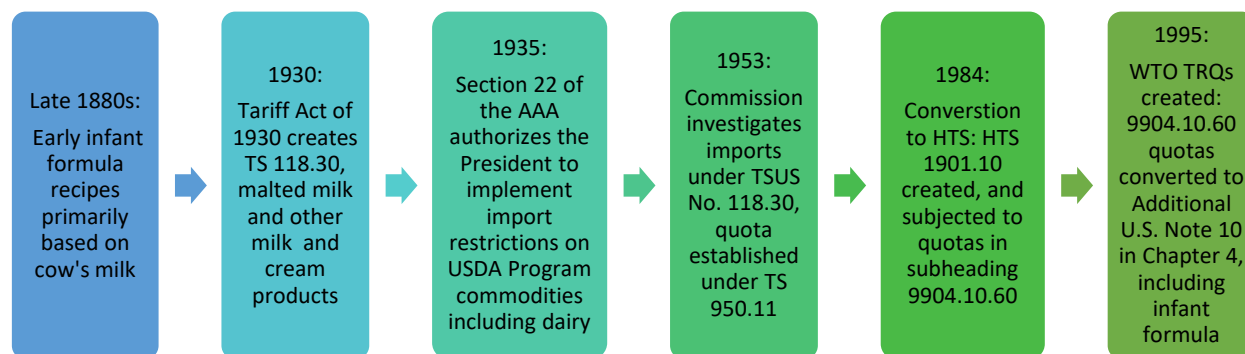 Late 1880s:
Early infant
formula
recipes
primarily
based on
cow's milk
1930:
Tariff Act of
1930 creates
TS 118.30,
malted milk
and other
milk and
cream
products
1935:
Section 22 of
the AAA
authorizes the
President to
implement
import
restrictions on
USDA Program
commodities
including dairy
1953:
Commission
investigates
imports
under TSUS
No. 118.30,
quota
established
under TS
950.11
1984:
Converstion
to HTS: HTS
1901.10
created, and
subjected to
quotas in
subheading
9904.10.60
1995:
WTO TRQs
created:
9904.10.60
quotas
converted to
Additional
U.S. Note 10
in Chapter 4,
including
infant
formula